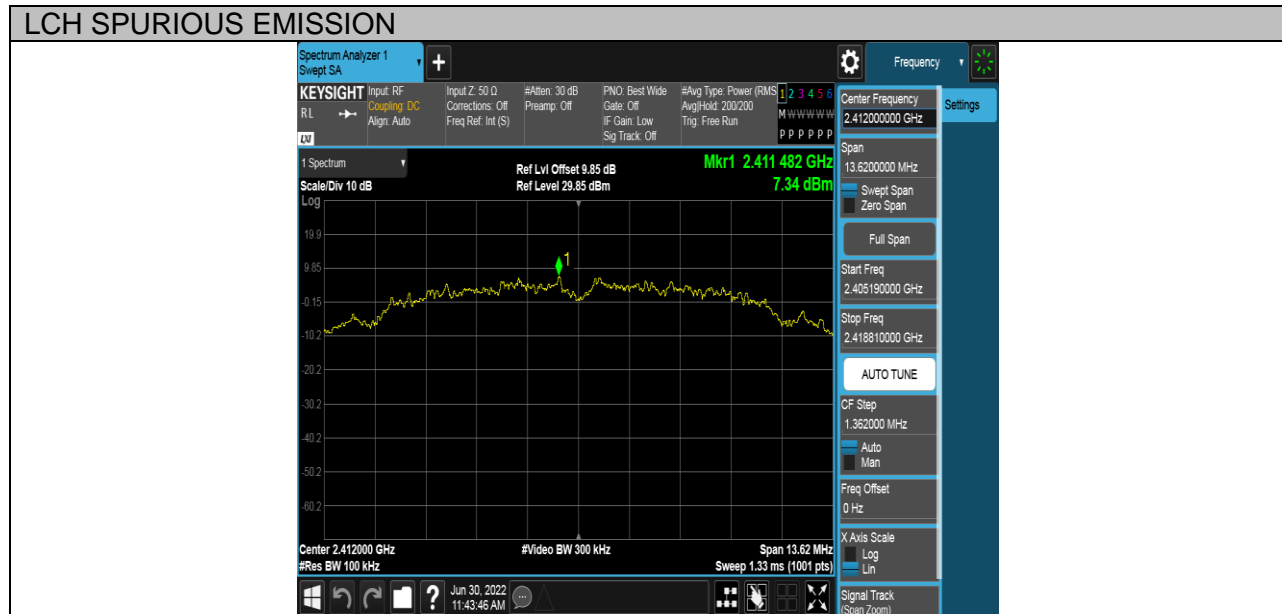 LCH SPURIOUS EMISSION
Spectrum Analyzer 1
Swept SA
Frequency
KEYSIGHT
RL
LXI
Input: RF
Coupling: DC
Align: Auto
Input Z: 50 Ω
Corrections: Off
Freq Ref: Int (S)
#Atten: 30 dB
Preamp: Off
PNO: Best Wide
Gate: Off
IF Gain: Low
Sig Track: Off
#Avg Type: Power (RMS
Avg|Hold: 200/200
Trig: Free Run
1 2 3 4 5 6
M W W W W W
P P P P P P
Center Frequency
2.412000000 GHz
Settings
1 Spectrum
Scale/Div 10 dB
Ref Lvl Offset 9.85 dB
Ref Level 29.85 dBm
Mkr1 2.411 482 GHz
7.34 dBm
Log
19.9
9.85
-0.15
-10.2
-20.2
-30.2
-40.2
-50.2
-60.2
1
Center 2.412000 GHz
#Res BW 100 kHz
#Video BW 300 kHz
Span 13.62 MHz
Sweep 1.33 ms (1001 pts)
Span
13.6200000 MHz
Swept Span
Zero Span
Full Span
Start Freq
2.405190000 GHz
Stop Freq
2.418810000 GHz
AUTO TUNE
CF Step
1.362000 MHz
Auto
Man
Freq Offset
0 Hz
X Axis Scale
Log
Lin
Signal Track
(Span Zoom)
?
Jun 30, 2022
11:43:46 AM